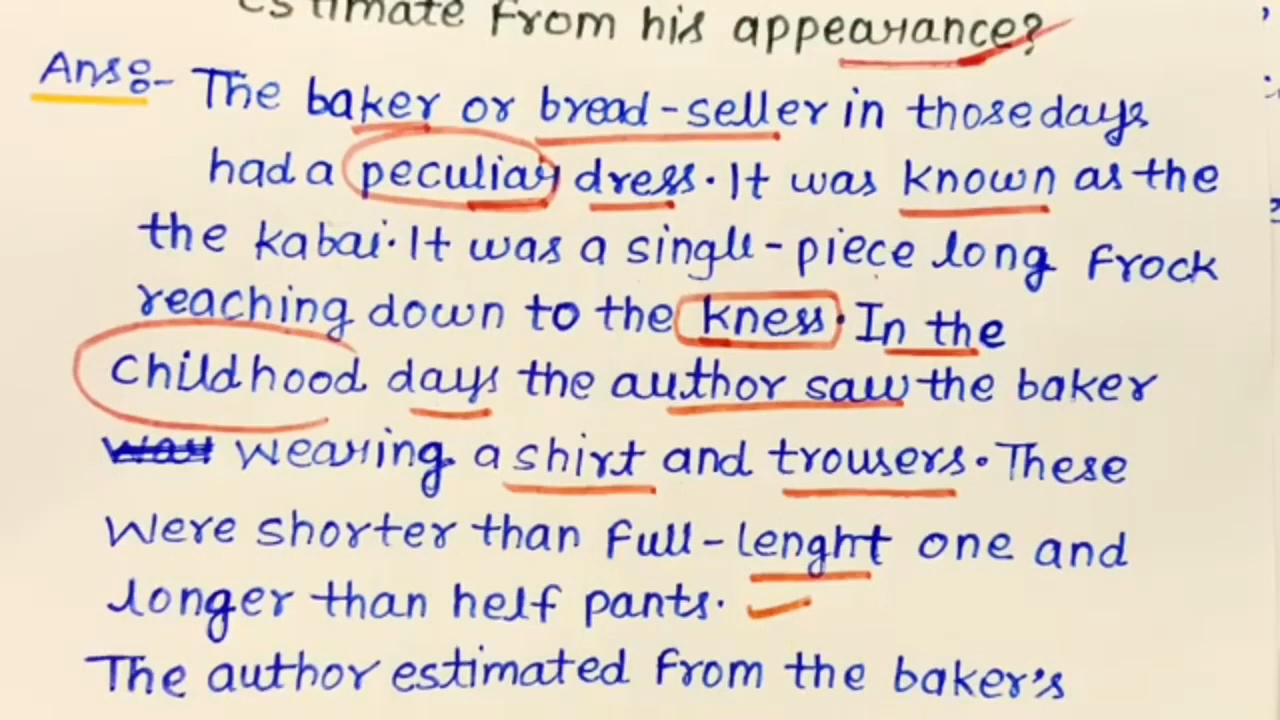 estimate from his appearance?
Ans:- The baker or bread-seller in those days
had a peculiar dress. It was known as the
the kabai. It was a single-piece long frock
reaching down to the kness. In the
childhood days the author saw the baker
wearing a shirt and trousers. These
were shorter than full-lenght one and
longer than helf pants.
The author estimated from the baker's